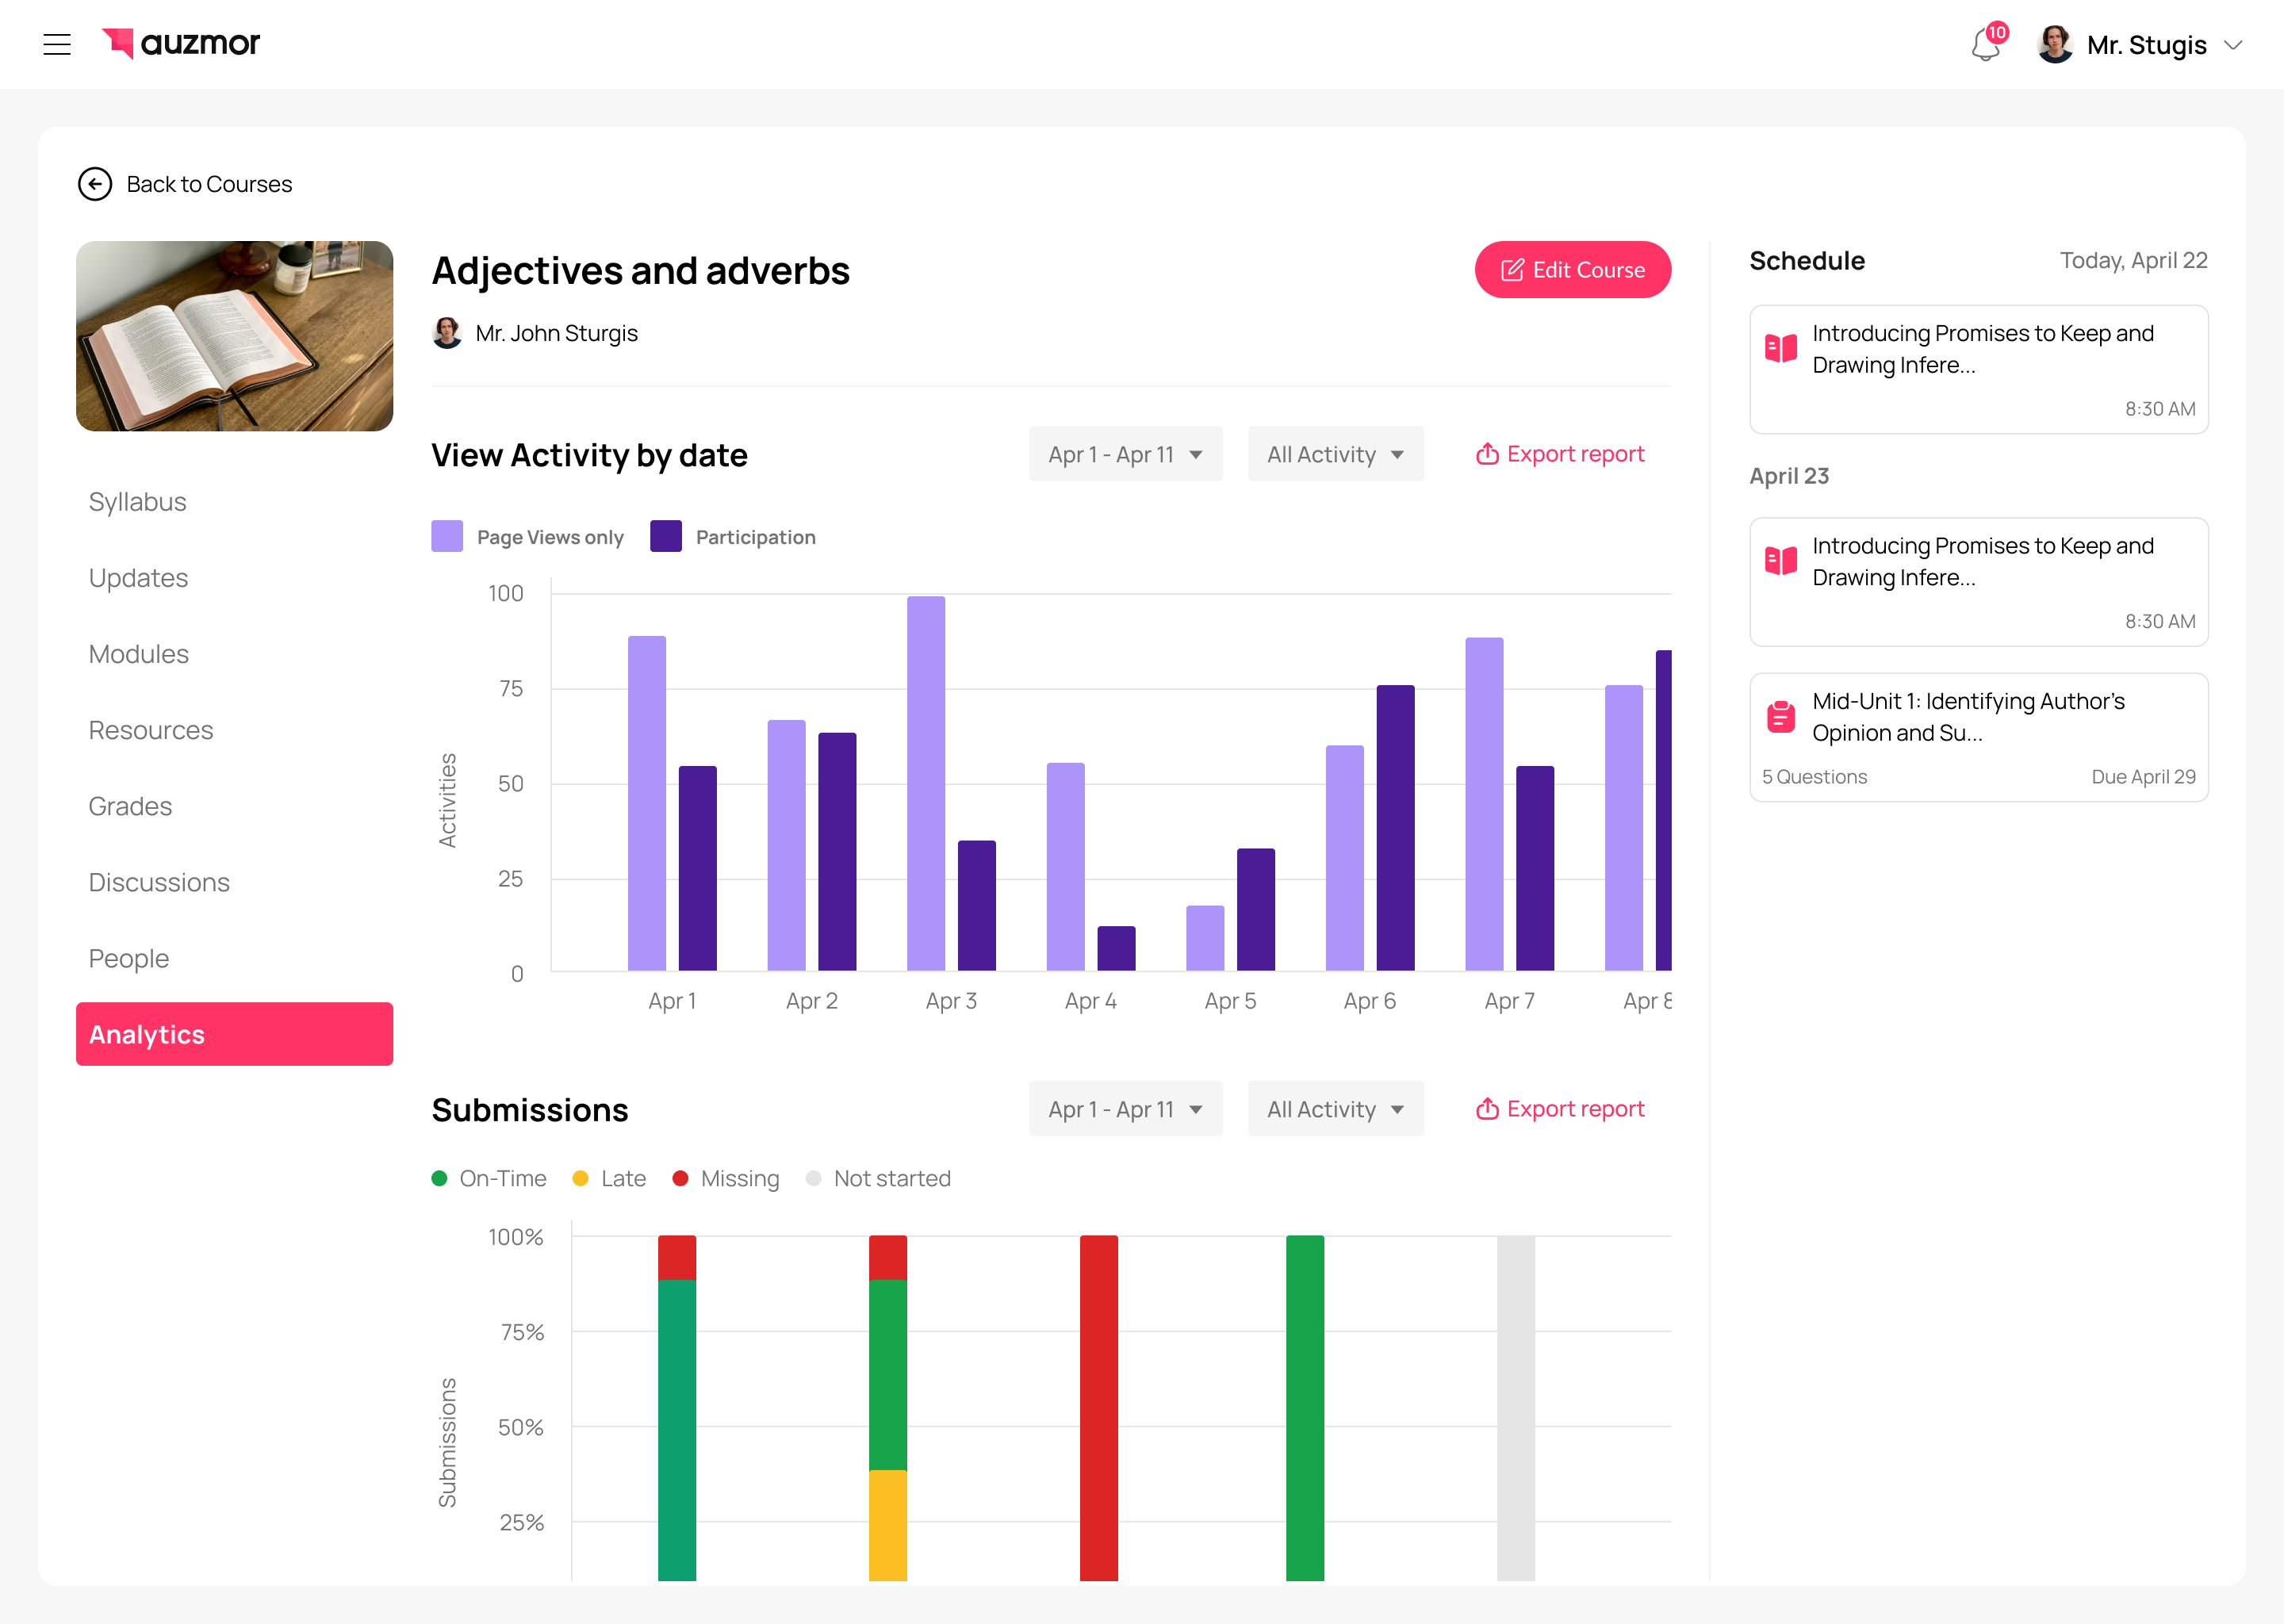 auzmor
10
Mr. Stugis
Back to Courses
Adjectives and adverbs
Edit Course
Mr. John Sturgis
Syllabus
Updates
Modules
Resources
Grades
Discussions
People
Analytics
View Activity by date
Apr 1 - Apr 11
All Activity
Export report
Page Views only
Participation
100
75
50
25
0
Activities
Apr 1
Apr 2
Apr 3
Apr 4
Apr 5
Apr 6
Apr 7
Apr 8
Submissions
Apr 1 - Apr 11
All Activity
Export report
On-Time
Late
Missing
Not started
100%
75%
50%
25%
Submissions
Schedule
Today, April 22
Introducing Promises to Keep and
Drawing Infere...
8:30 AM
April 23
Introducing Promises to Keep and
Drawing Infere...
8:30 AM
Mid-Unit 1: Identifying Author's
Opinion and Su...
5 Questions
Due April 29